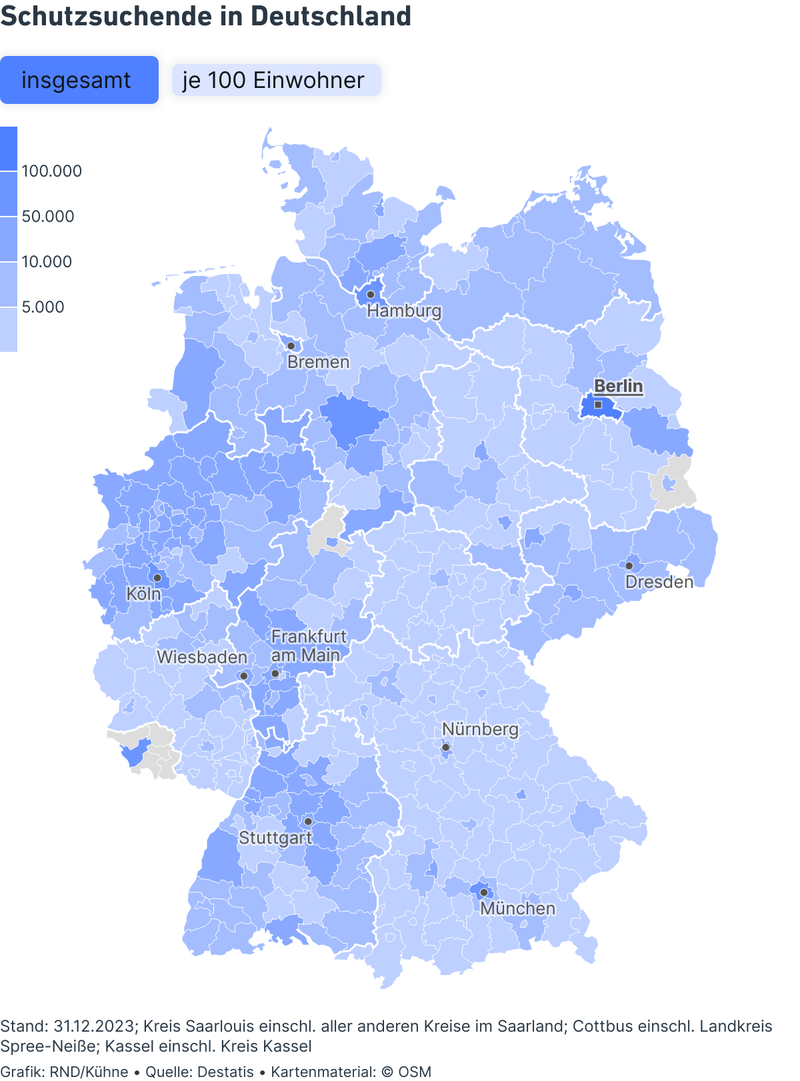 Schutzsuchende in Deutschland
insgesamt
je 100 Einwohner
100.000
50.000
10.000
5.000
Hamburg
Bremen
Berlin
Köln
Dresden
Frankfurt
am Main
Wiesbaden
Nürnberg
Stuttgart
München
Stand: 31.12.2023; Kreis Saarlouis einschl. aller anderen Kreise im Saarland; Cottbus einschl. Landkreis
Spree-Neiße; Kassel einschl. Kreis Kassel
Grafik: RND/Kühne • Quelle: Destatis • Kartenmaterial: © OSM